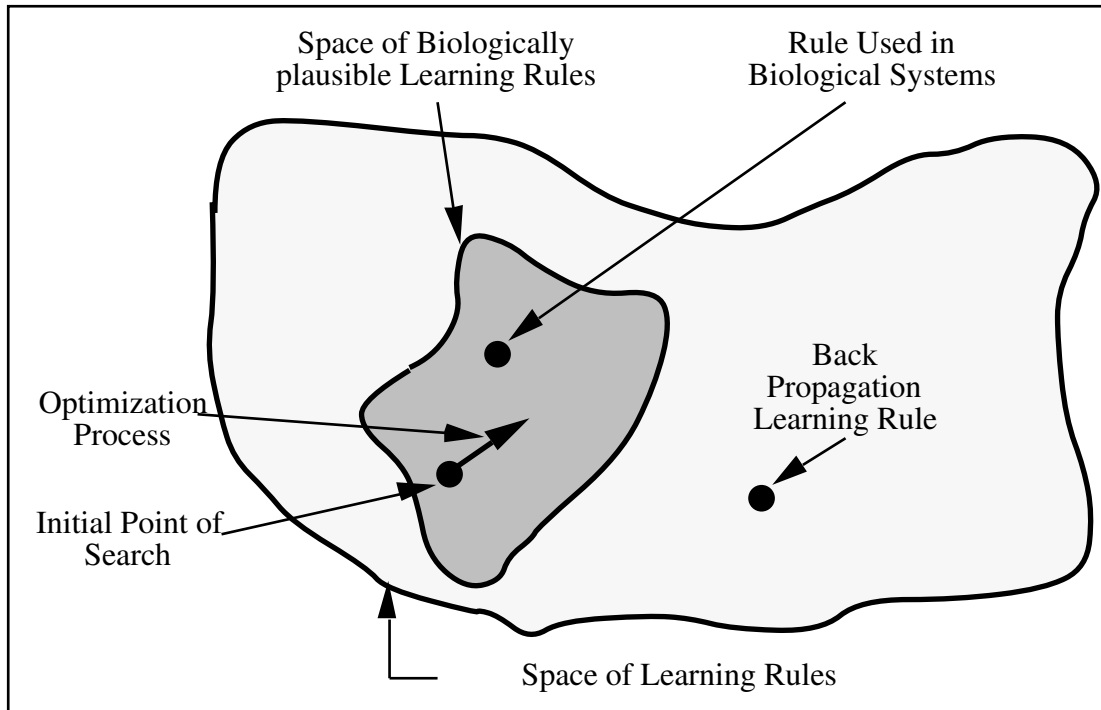 Space of Biologically
plausible Learning Rules
Rule Used in
Biological Systems
Back
Propagation
Learning Rule
Optimization
Process
Initial Point of
Search
Space of Learning Rules